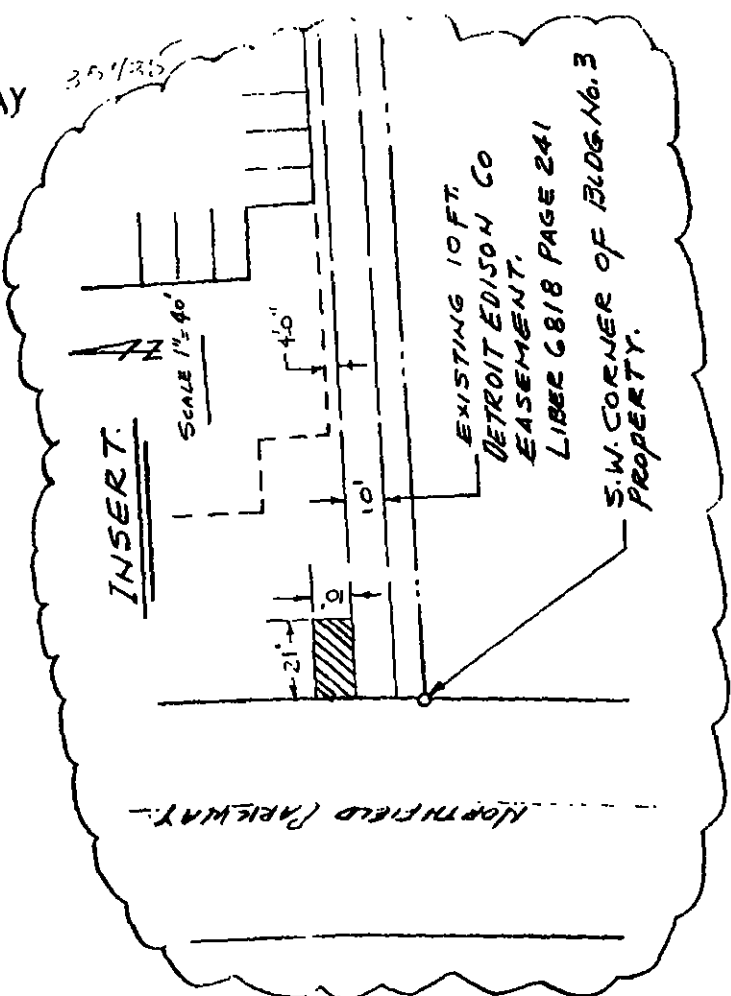 AY
INSERT.
SCALE 1"=40'
4'0"
10'
10'
21'
EXISTING 10 FT.
DETROIT EDISON CO
EASEMENT.
LIBER 6818 PAGE 241
S.W. CORNER OF BLDG. No. 3
PROPERTY.
NORTHFIELD PARKWAY
N